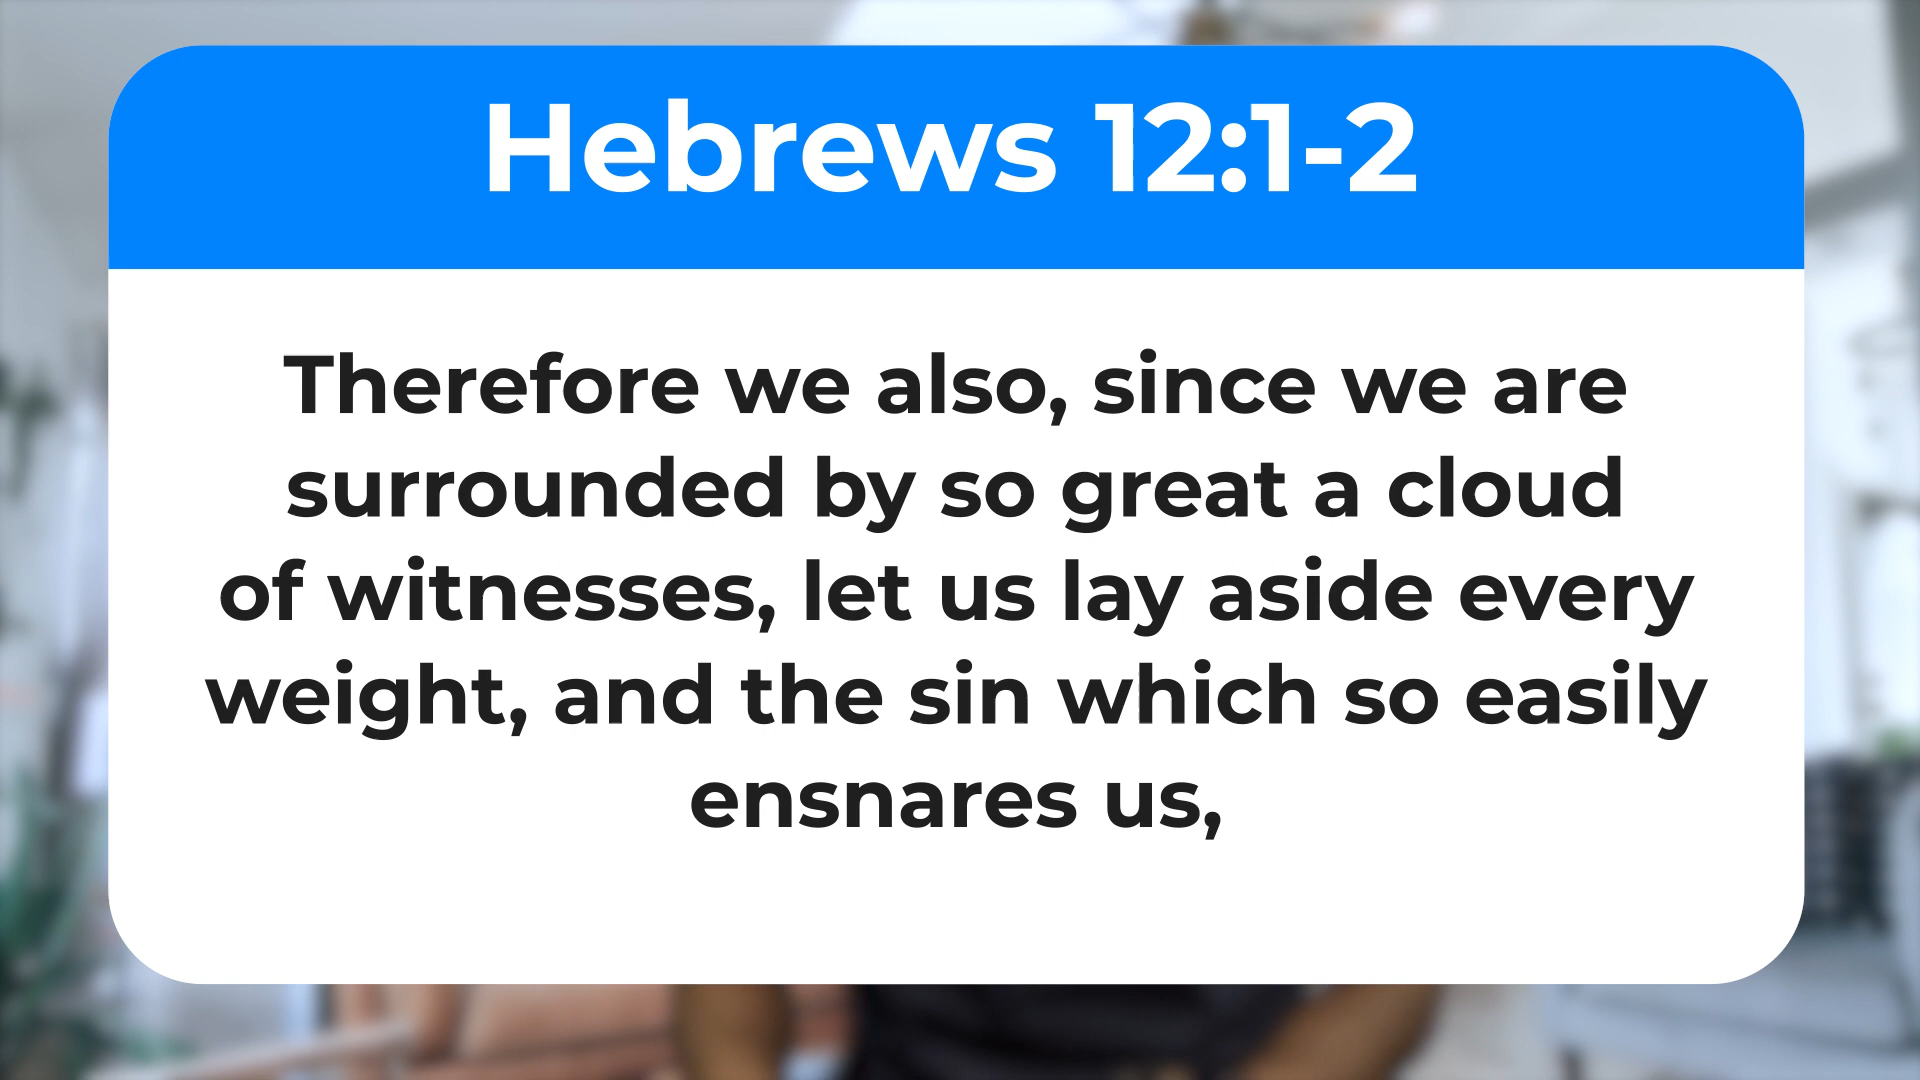 Hebrews 12:1-2
Therefore we also, since we are
surrounded by so great a cloud
of witnesses, let us lay aside every
weight, and the sin which so easily
ensnares us,